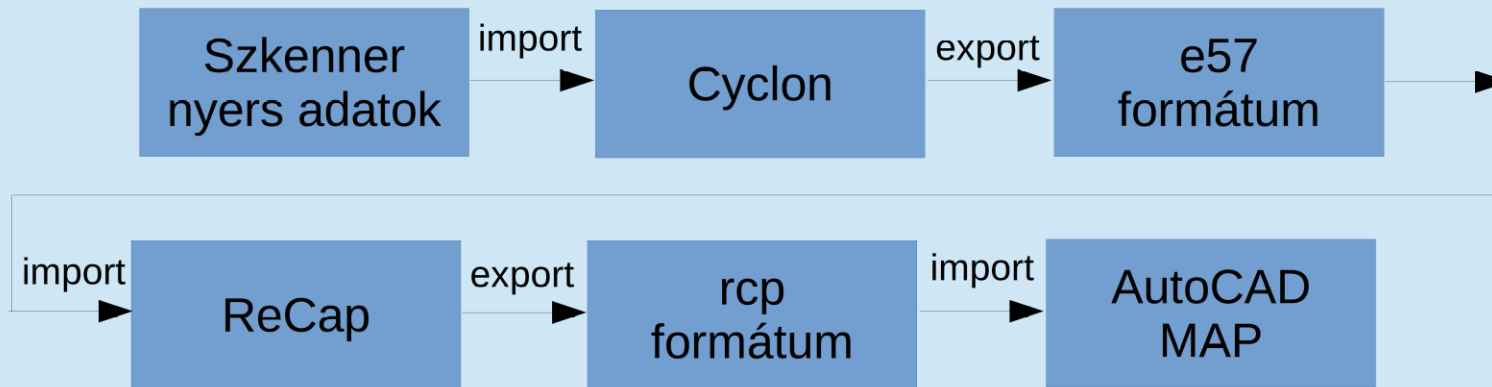 Szkenner
nyers adatok
import
Cyclon
export
e57
formátum
import
ReCap
export
rcp
formátum
import
AutoCAD
MAP